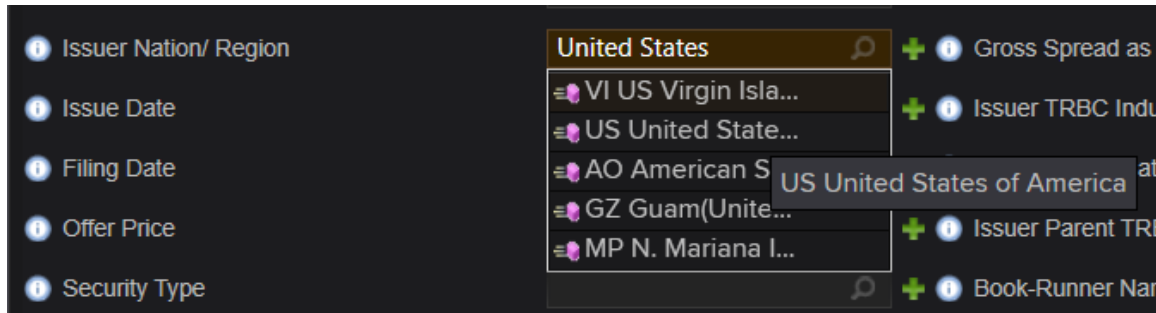 Issuer Nation/ Region
United States
Gross Spread as
VI US Virgin Isla...
Issue Date
Issuer TRBC Indu
US United State...
Filing Date
AO American S
US United States of America
at
GZ Guam(Unite...
Offer Price
Issuer Parent TR
MP N. Mariana I...
Security Type
Book-Runner Nar